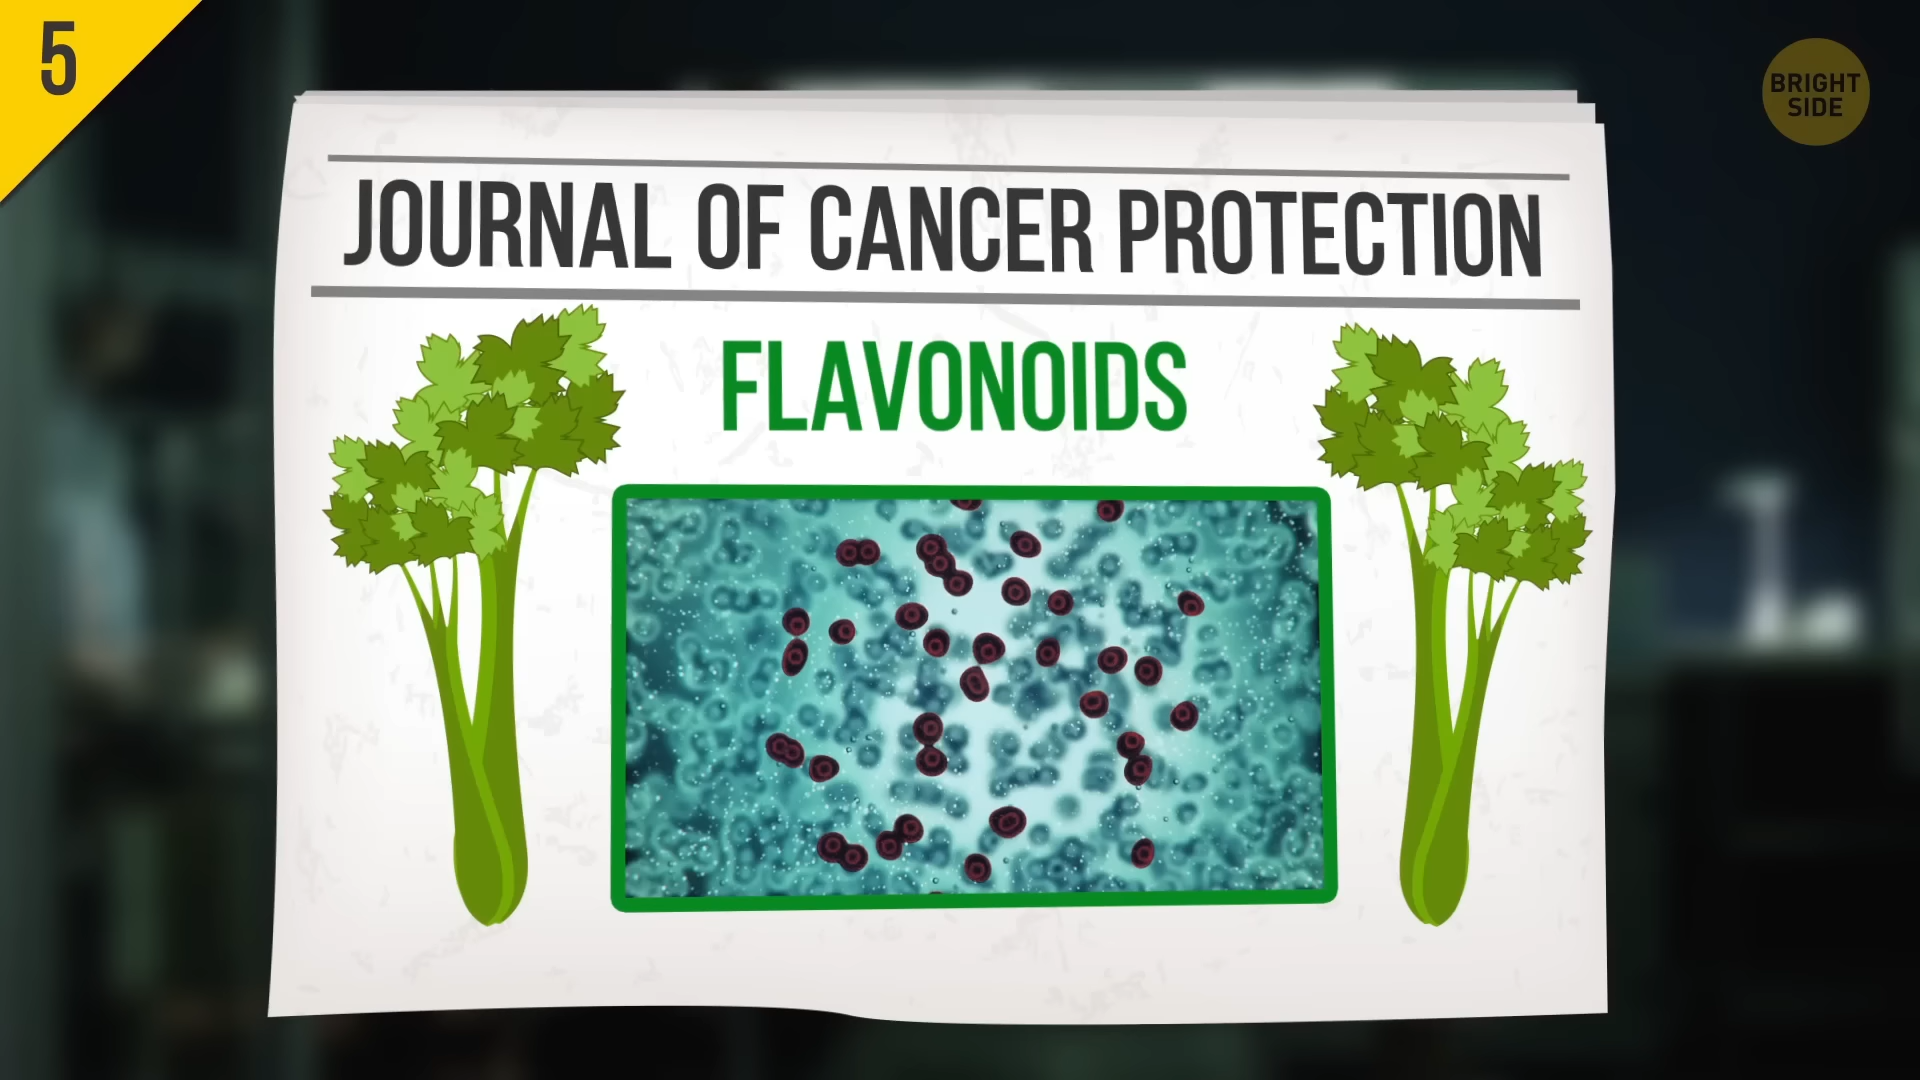 5
BRIGHT
SIDE
JOURNAL OF CANCER PROTECTION
FLAVONOIDS